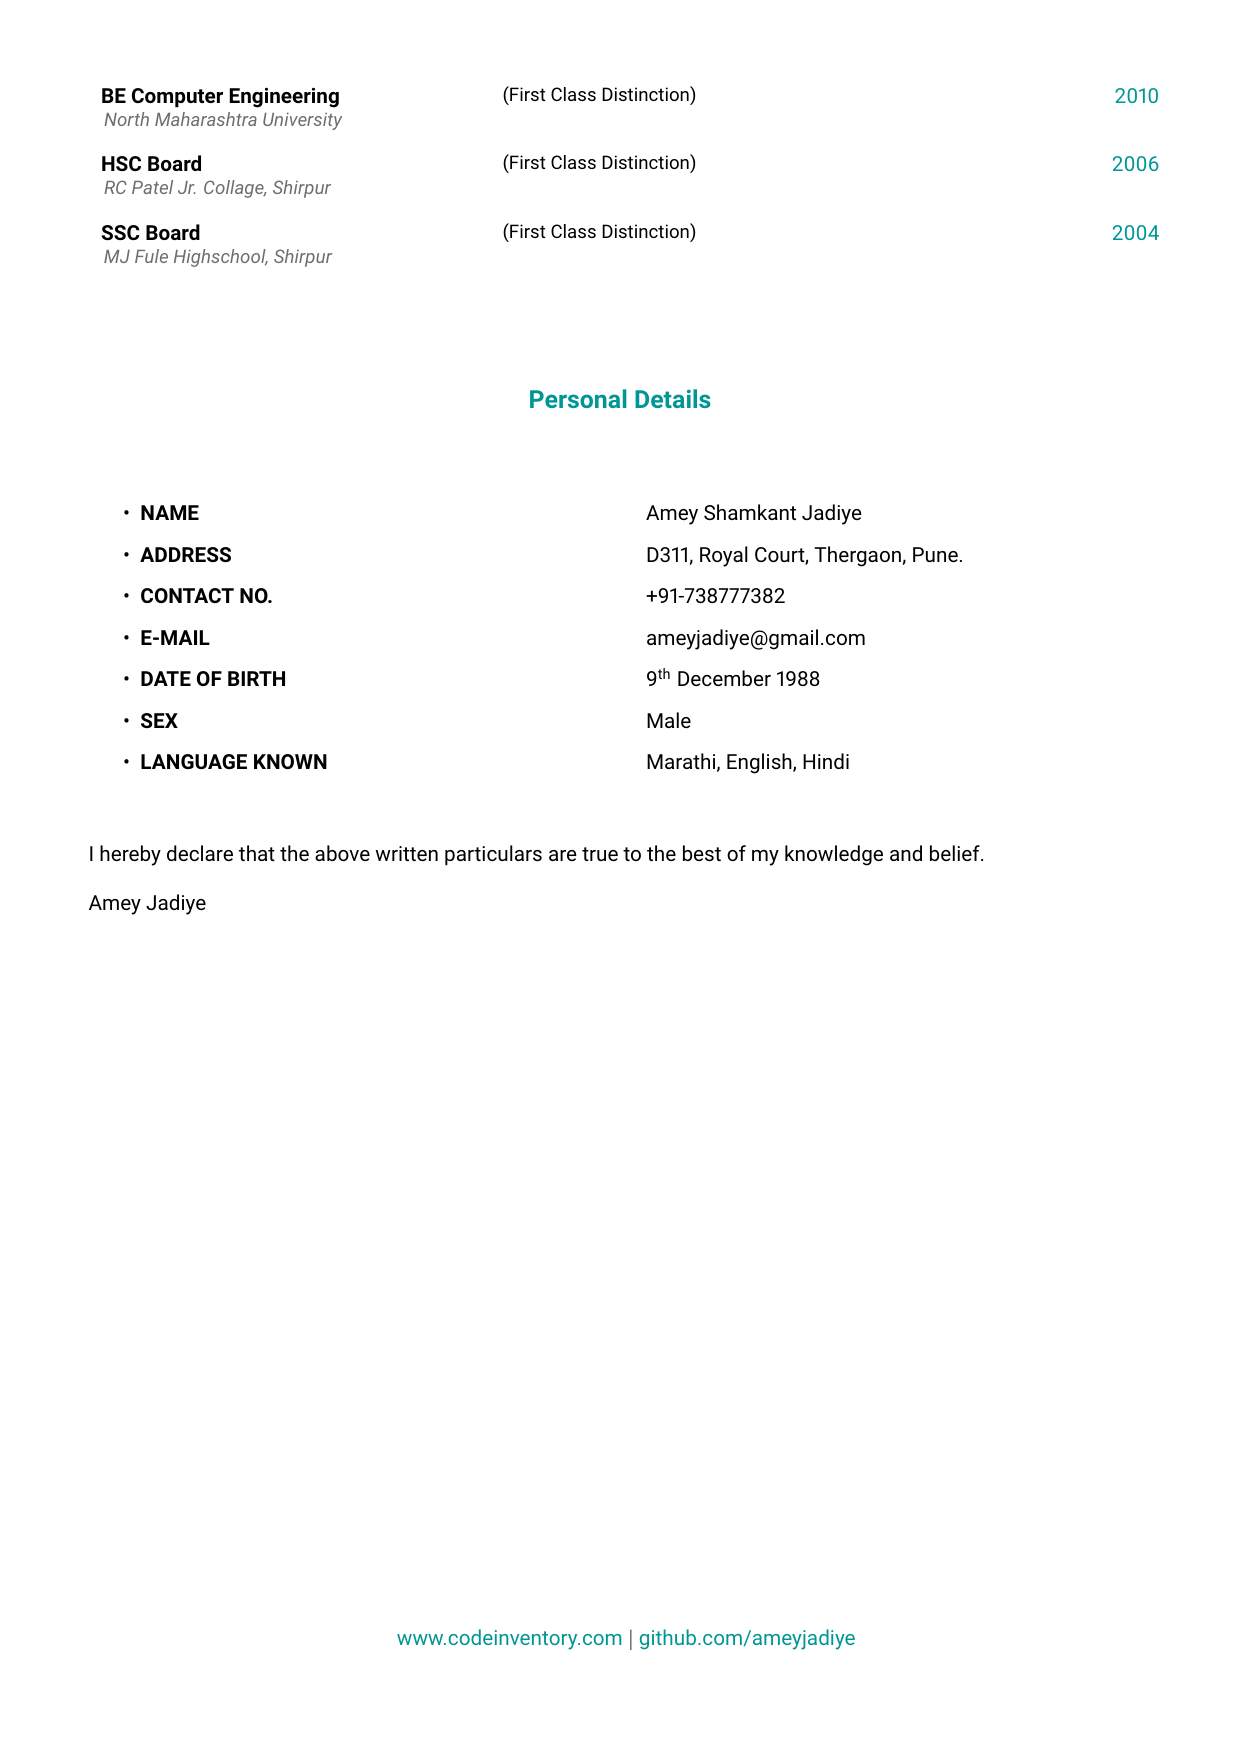 BE Computer Engineering (First Class Distinction) 2010
North Maharashtra University
HSC Board (First Class Distinction) 2006
RC Patel Jr. Collage, Shirpur
SSC Board (First Class Distinction) 2004
MJ Fule Highschool, Shirpur
Personal Details
• NAME Amey Shamkant Jadiye
• ADDRESS D311, Royal Court, Thergaon, Pune.
• CONTACT NO. +91-738777382
• E-MAIL ameyjadiye@gmail.com
• DATE OF BIRTH 9th December 1988
• SEX Male
• LANGUAGE KNOWN Marathi, English, Hindi
I hereby declare that the above written particulars are true to the best of my knowledge and belief.
Amey Jadiye
www.codeinventory.com | github.com/ameyjadiye